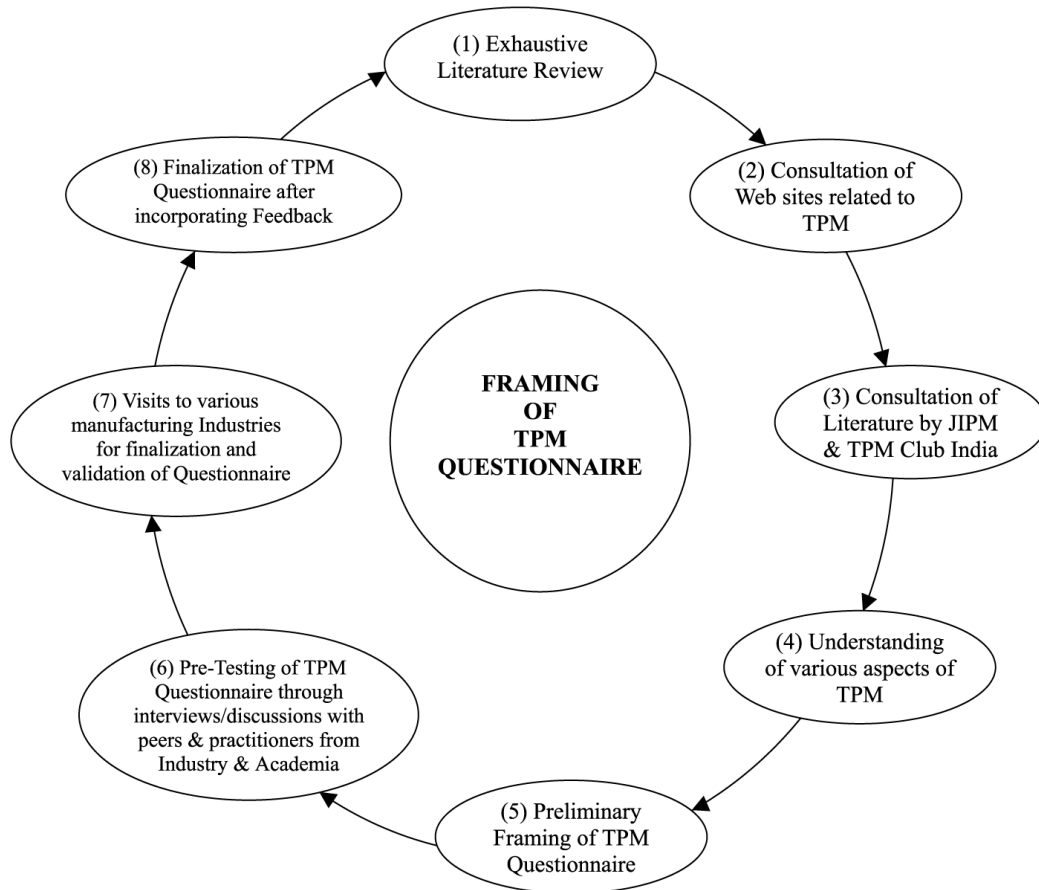 (1) Exhaustive
Literature Review
(2) Consultation of
Web sites related to
TPM
(3) Consultation of
Literature by JIPM
& TPM Club India
(4) Understanding
of various aspects of
TPM
(5) Preliminary
Framing of TPM
Questionnaire
(6) Pre-Testing of TPM
Questionnaire through
interviews/discussions with
peers & practitioners from
Industry & Academia
(7) Visits to various
manufacturing Industries
for finalization and
validation of Questionnaire
(8) Finalization of TPM
Questionnaire after
incorporating Feedback
FRAMING
OF
TPM
QUESTIONNAIRE